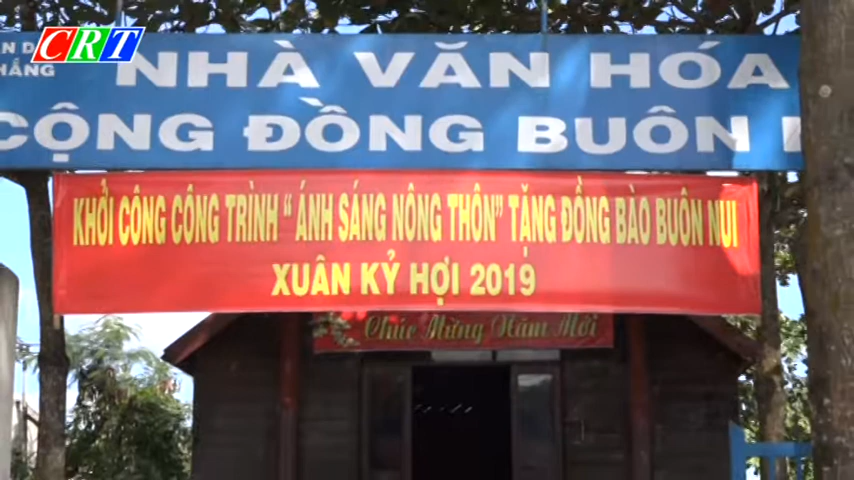 CRT
NHÀ VĂN HÓA
CỘNG ĐỒNG BUÔN
KHỞI CÔNG CÔNG TRÌNH "ÁNH SÁNG NÔNG THÔN" TẶNG ĐỒNG BÀO BUÔN NUI
XUÂN KỶ HỢI 2019
Chúc Mừng Năm Mới